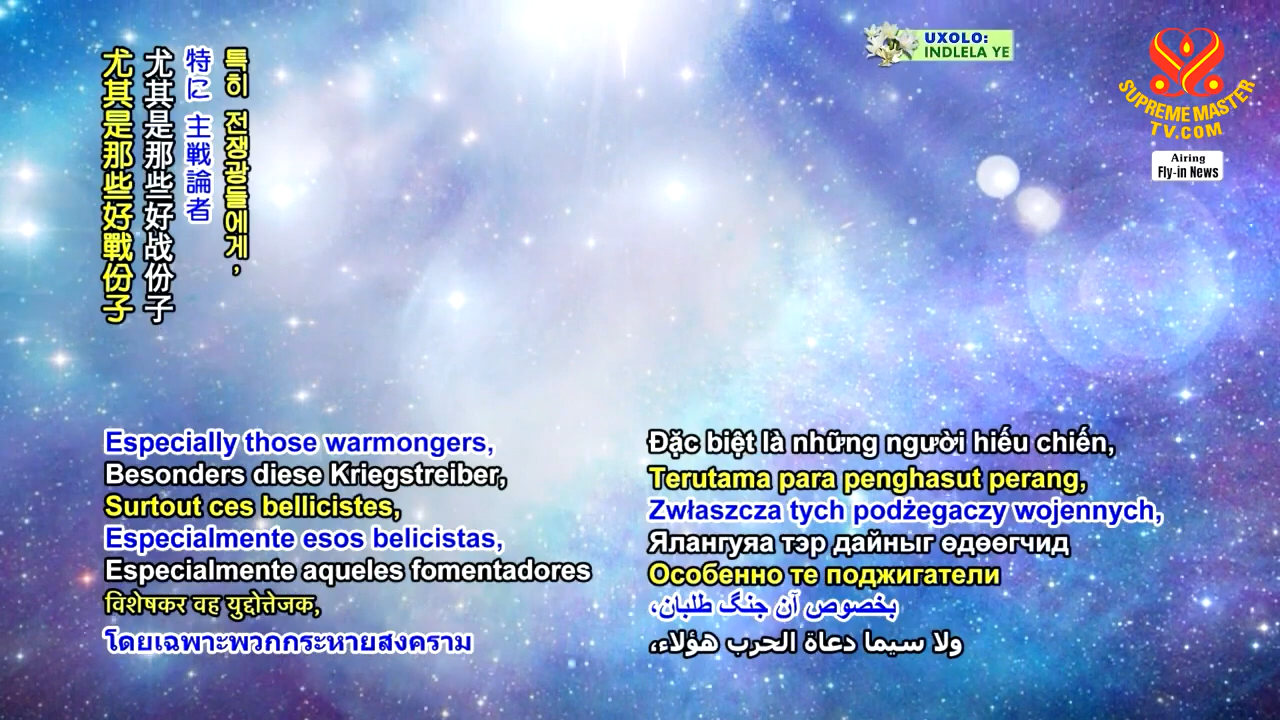 特히 전쟁광들에게,
特に 主戦論者
尤其是那些好战份子
尤其是那些好戰份子
UXOLO:
INDLELA YE
SUPREME MASTER
TV.COM
Airing
Fly-in News
Especially those warmongers,
Besonders diese Kriegstreiber,
Surtout ces bellicistes,
Especialmente esos belicistas,
Especialmente aqueles fomentadores
विशेषकर वह युद्दोत्तेजक,
โดยเฉพาะพวกกระหายสงคราม
Đặc biệt là những người hiếu chiến,
Terutama para penghasut perang,
Zwłaszcza tych podżegaczy wojennych,
Ялангуяа тэр дайныг өдөөгчид
Особенно те поджигатели
بخصوص آن جنگ طلبان،
ولا سيما دعاة الحرب هؤلاء،